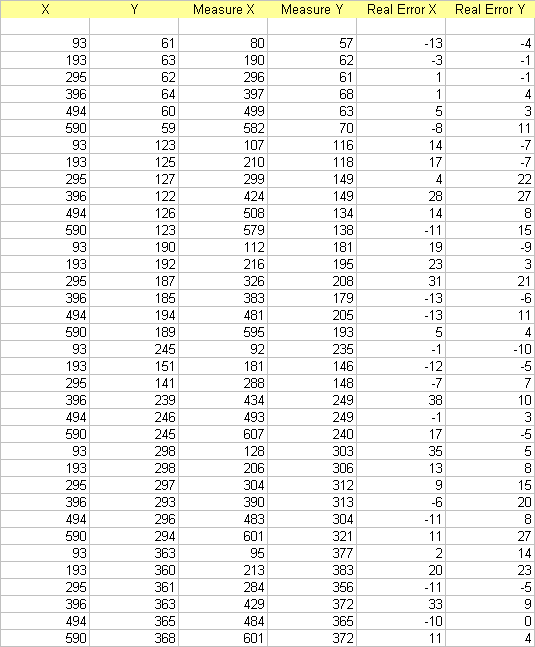 X Y Measure X Measure Y Real Error X Real Error Y
93 61 80 57 -13 -4
193 63 190 62 -3 -1
295 62 296 61 1 -1
396 64 397 68 1 4
494 60 499 63 5 3
590 59 582 70 -8 11
93 123 107 116 14 -7
193 125 210 118 17 -7
295 127 299 149 4 22
396 122 424 149 28 27
494 126 508 134 14 8
590 123 579 138 -11 15
93 190 112 181 19 -9
193 192 216 195 23 3
295 187 326 208 31 21
396 185 383 179 -13 -6
494 194 481 205 -13 11
590 189 595 193 5 4
93 245 92 235 -1 -10
193 151 181 146 -12 -5
295 141 288 148 -7 7
396 239 434 249 38 10
494 246 493 249 -1 3
590 245 607 240 17 -5
93 298 128 303 35 5
193 298 206 306 13 8
295 297 304 312 9 15
396 293 390 313 -6 20
494 296 483 304 -11 8
590 294 601 321 11 27
93 363 95 377 2 14
193 360 213 383 20 23
295 361 284 356 -11 -5
396 363 429 372 33 9
494 365 484 365 -10 0
590 368 601 372 11 4